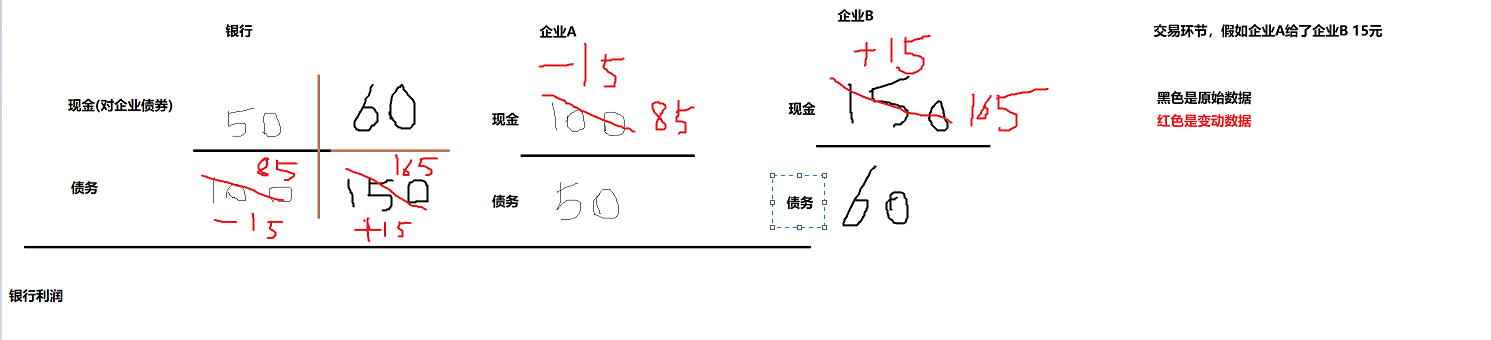 银行
企业A
企业B
交易环节，假如企业A给了企业B 15元
-15
+15
现金(对企业债券)
50
60
现金
100
85
现金
150
165
黑色是原始数据
红色是变动数据
85
165
债务
100
150
债务
50
债务
60
-15
+15
银行利润